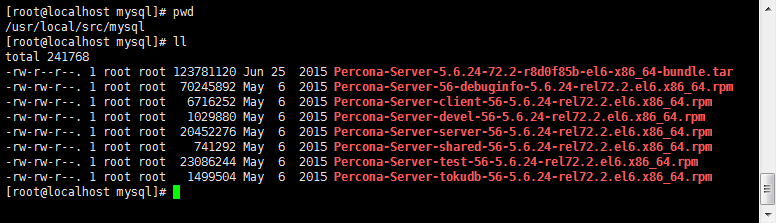 [root@localhost mysql]# pwd
/usr/local/src/mysql
[root@localhost mysql]# ll
total 241768
-rw-r--r--. 1 root root 123781120 Jun 25  2015 Percona-Server-5.6.24-72.2-r8d0f85b-el6-x86_64-bundle.tar
-rw-rw-r--. 1 root root  70245892 May  6  2015 Percona-Server-56-debuginfo-5.6.24-rel72.2.el6.x86_64.rpm
-rw-rw-r--. 1 root root   6716252 May  6  2015 Percona-Server-client-56-5.6.24-rel72.2.el6.x86_64.rpm
-rw-rw-r--. 1 root root   1029880 May  6  2015 Percona-Server-devel-56-5.6.24-rel72.2.el6.x86_64.rpm
-rw-rw-r--. 1 root root  20452276 May  6  2015 Percona-Server-server-56-5.6.24-rel72.2.el6.x86_64.rpm
-rw-rw-r--. 1 root root    741292 May  6  2015 Percona-Server-shared-56-5.6.24-rel72.2.el6.x86_64.rpm
-rw-rw-r--. 1 root root  23086244 May  6  2015 Percona-Server-test-56-5.6.24-rel72.2.el6.x86_64.rpm
-rw-rw-r--. 1 root root   1499504 May  6  2015 Percona-Server-tokudb-56-5.6.24-rel72.2.el6.x86_64.rpm
[root@localhost mysql]#